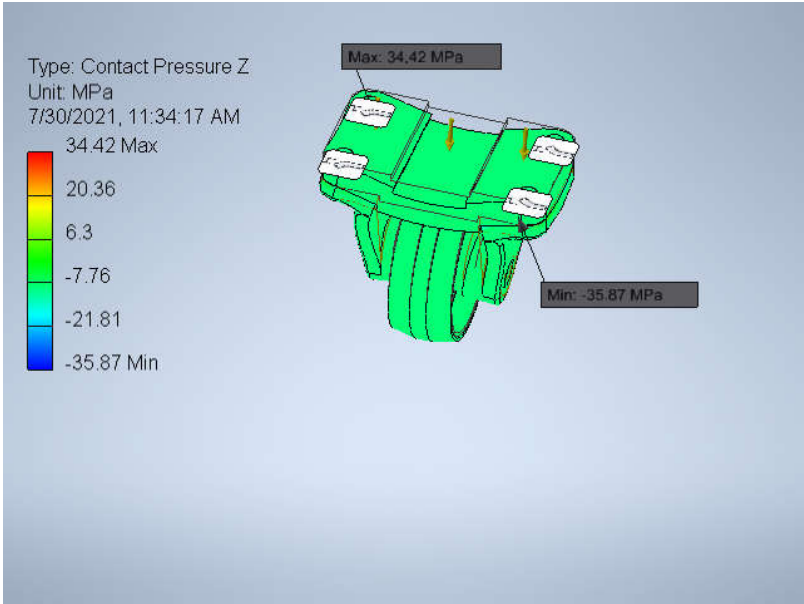 Type: Contact Pressure Z
Unit: MPa
7/30/2021, 11:34:17 AM
34.42 Max
20.36
6.3
-7.76
-21.81
-35.87 Min
Max: 34,42 MPa
Min: -35.87 MPa